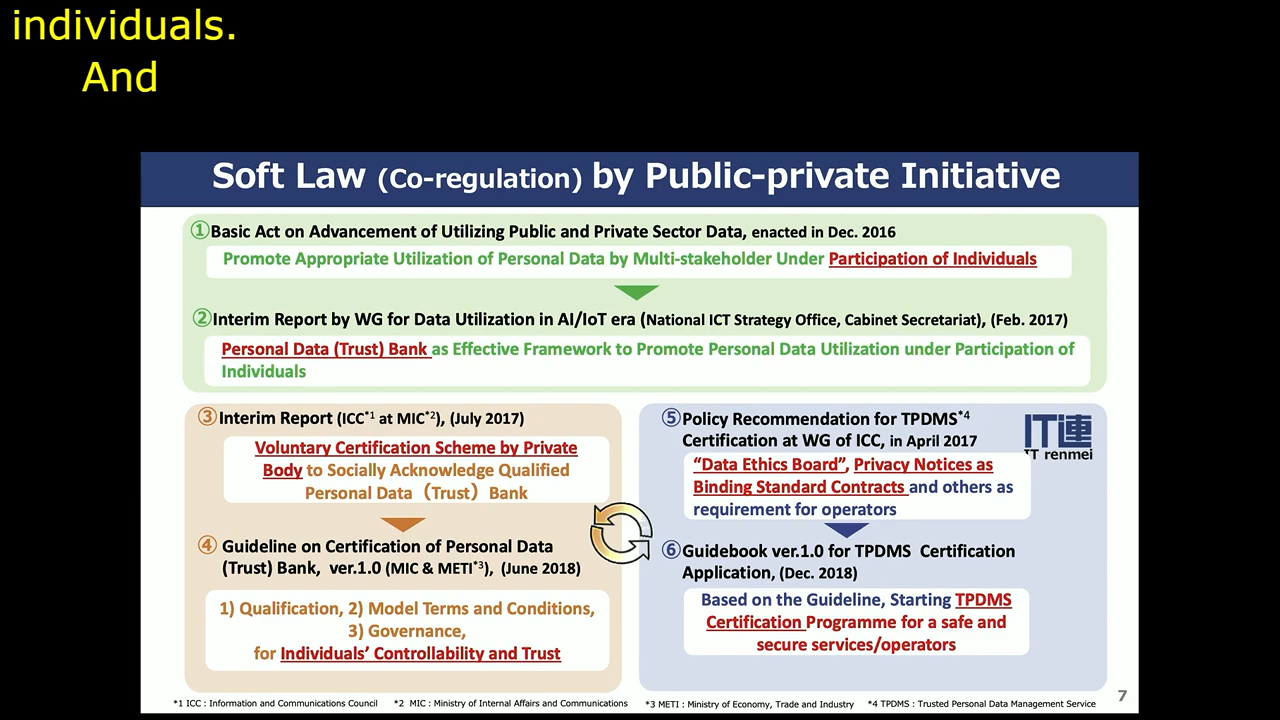 individuals.
And
Soft Law (Co-regulation) by Public-private Initiative
①Basic Act on Advancement of Utilizing Public and Private Sector Data, enacted in Dec. 2016
Promote Appropriate Utilization of Personal Data by Multi-stakeholder Under Participation of Individuals
②Interim Report by WG for Data Utilization in AI/IoT era (National ICT Strategy Office, Cabinet Secretariat), (Feb. 2017)
Personal Data (Trust) Bank as Effective Framework to Promote Personal Data Utilization under Participation of
Individuals
③Interim Report (ICC*1 at MIC*2), (July 2017)
Voluntary Certification Scheme by Private
Body to Socially Acknowledge Qualified
Personal Data（Trust）Bank
④ Guideline on Certification of Personal Data
(Trust) Bank, ver.1.0 (MIC & METI*3), (June 2018)
1) Qualification, 2) Model Terms and Conditions,
3) Governance,
for Individuals’ Controllability and Trust
⑤Policy Recommendation for TPDMS*4
Certification at WG of ICC, in April 2017
IT連
IT renmei
“Data Ethics Board”, Privacy Notices as
Binding Standard Contracts and others as
requirement for operators
⑥Guidebook ver.1.0 for TPDMS Certification
Application, (Dec. 2018)
Based on the Guideline, Starting TPDMS
Certification Programme for a safe and
secure services/operators
*1 ICC : Information and Communications Council *2 MIC : Ministry of Internal Affairs and Communications *3 METI : Ministry of Economy, Trade and Industry *4 TPDMS : Trusted Personal Data Management Service
7